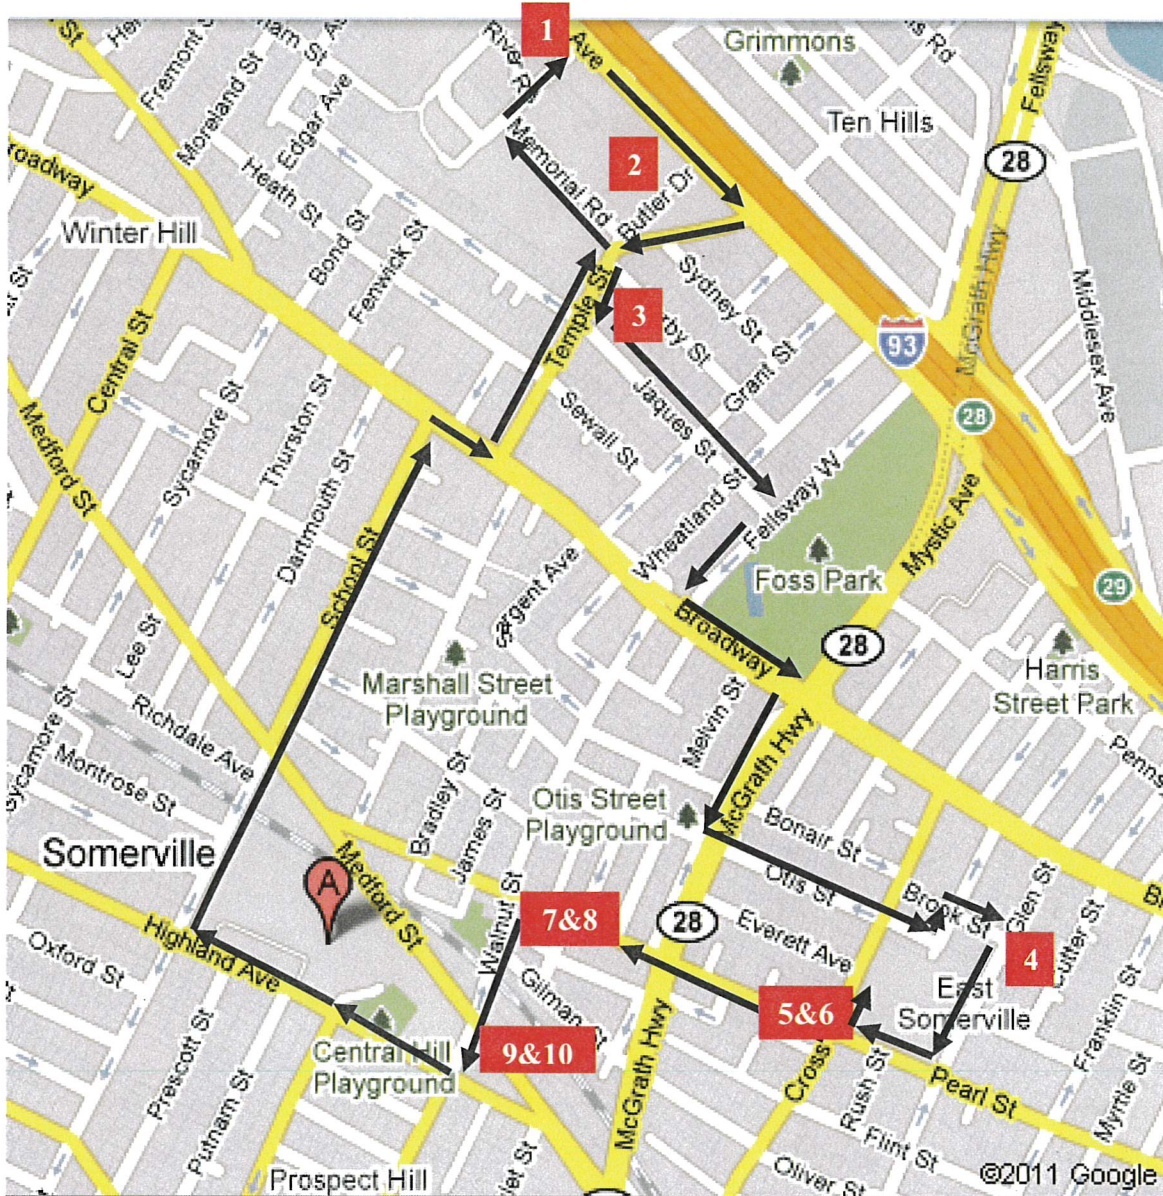 1
Ave
River Rd
Grimmons
Ten Hills
Fellsway
28
Fremont St
Moreland St
Edgar Ave
Heath St
Broadway
Winter Hill
Bond St
Fenwick St
Memorial Rd
2
Butler Dr
Sydney St
3
Temple St
Jaques St
Grant St
93
McGrath Hwy
Middlesex Ave
28
Central St
Medford St
Sycamore St
Thurston St
Dartmouth St
School St
Sewall St
Wheatland St
Fellsway W
Foss Park
Mystic Ave
29
28
Broadway
Harris
Street Park
Lee St
Richdale Ave
Sycamore St
Montrose St
Marshall Street
Playground
Melvin St
McGrath Hwy
Bradley St
James St
Otis Street
Playground
Bonair St
Otis St
Brook St
Glen St
Cutter St
Somerville
A
Medford St
Walnut St
7&8
28
Everett Ave
4
East
Somerville
Franklin St
Highland Ave
Oxford St
Gilman St
5&6
Central Hill
Playground
9&10
McGrath Hwy
Cross
Rush St
Pearl St
Myrtle St
Prescott St
Putnam St
Flint St
Oliver St
Prospect Hill
©2011 Google